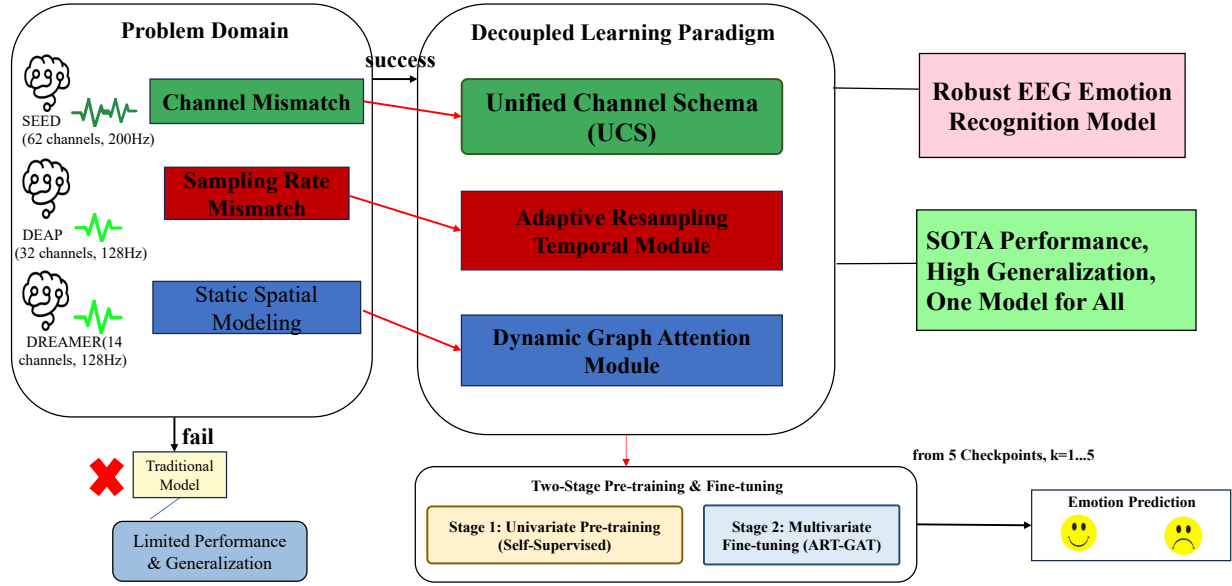 Problem Domain
SEED
(62 channels, 200Hz)
Channel Mismatch
DEAP
(32 channels, 128Hz)
Sampling Rate
Mismatch
DREAMER(14
channels, 128Hz)
Static Spatial
Modeling
success
fail
Traditional
Model
Limited Performance
& Generalization
Decoupled Learning Paradigm
Unified Channel Schema
(UCS)
Adaptive Resampling
Temporal Module
Dynamic Graph Attention
Module
Robust EEG Emotion
Recognition Model
SOTA Performance,
High Generalization,
One Model for All
Two-Stage Pre-training & Fine-tuning
Stage 1: Univariate Pre-training
(Self-Supervised)
Stage 2: Multivariate
Fine-tuning (ART-GAT)
from 5 Checkpoints, k=1...5
Emotion Prediction